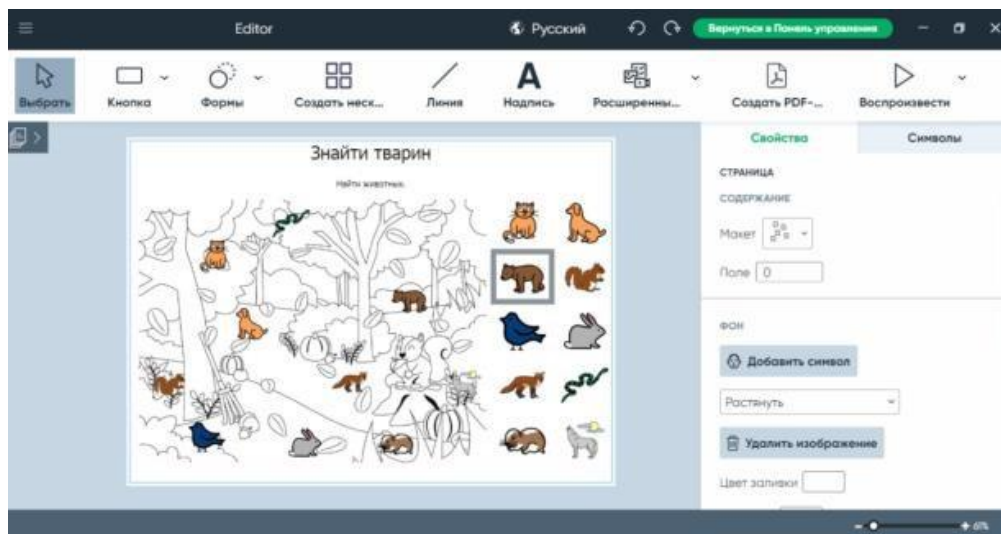 Editor
Русский
Вернуться в Панель управления
Выбрать
Кнопка
Формы
Создать неск...
Линия
Надпись
Расширенны...
Создать PDF-...
Воспроизвести
Знайти тварин
Найти животных.
Свойства
Символы
СТРАНИЦА
СОДЕРЖАНИЕ
Макет
Поле 0
ФОН
Добавить символ
Растянуть
Удалить изображение
Цвет заливки
61%